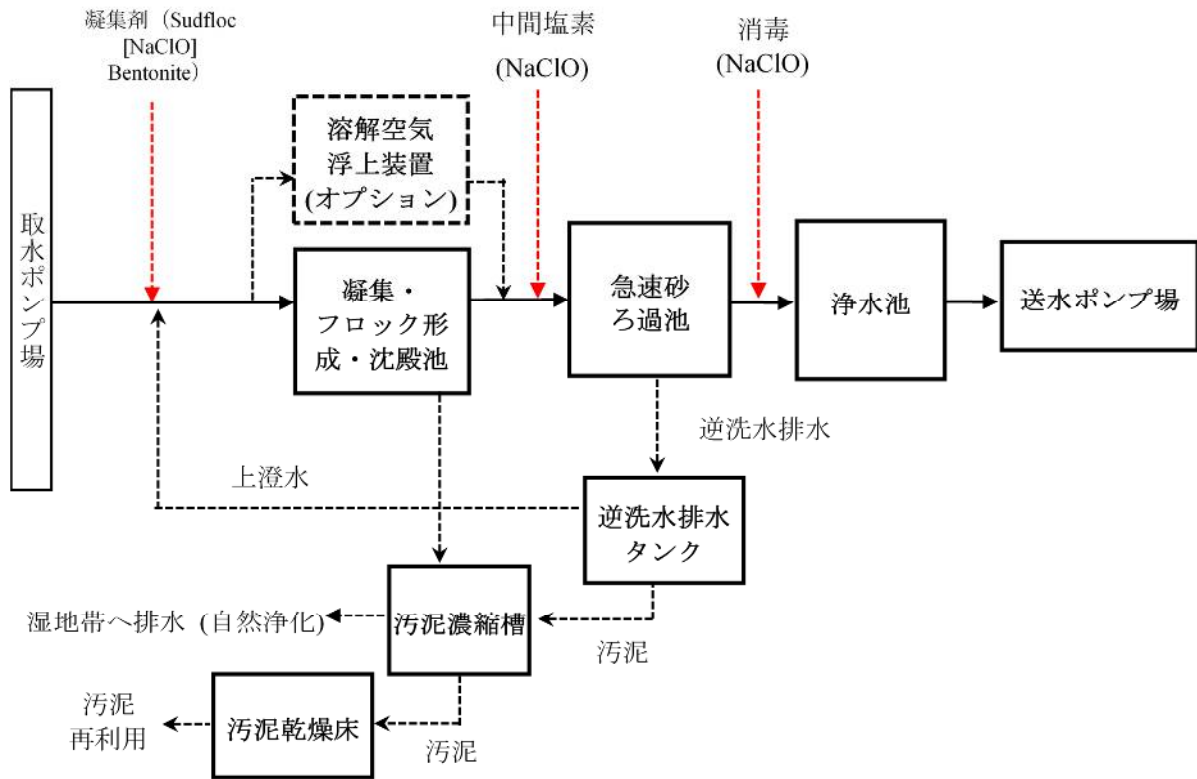 凝集剤（Sudfloc
[NaClO]
Bentonite）
中間塩素
(NaClO)
消毒
(NaClO)
取水ポンプ場
溶解空気
浮上装置
(オプション)
凝集・
フロック形
成・沈殿池
急速砂
ろ過池
浄水池
送水ポンプ場
逆洗水排水
上澄水
逆洗水排水
タンク
湿地帯へ排水 (自然浄化)
汚泥濃縮槽
汚泥
汚泥
再利用
汚泥乾燥床
汚泥